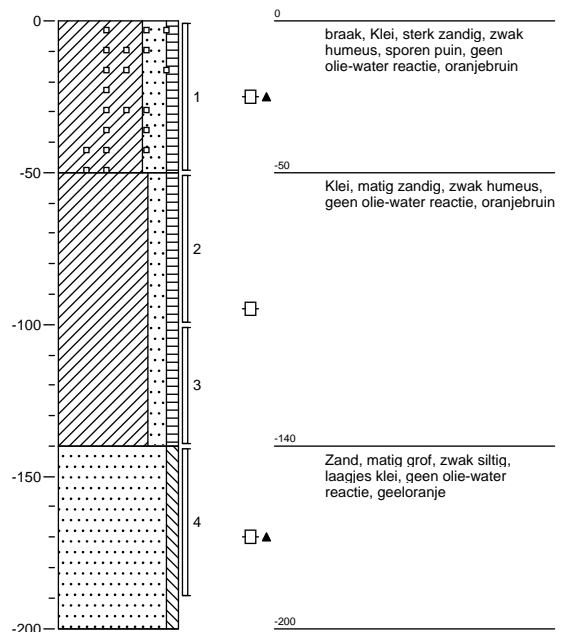 0
0
braak, Klei, sterk zandig, zwak
humeus, sporen puin, geen
olie-water reactie, oranjebruin
1
-50
-50
Klei, matig zandig, zwak humeus,
geen olie-water reactie, oranjebruin
2
-100
3
-140
Zand, matig grof, zwak siltig,
laagjes klei, geen olie-water
reactie, geeloranje
-150
4
-200
-200